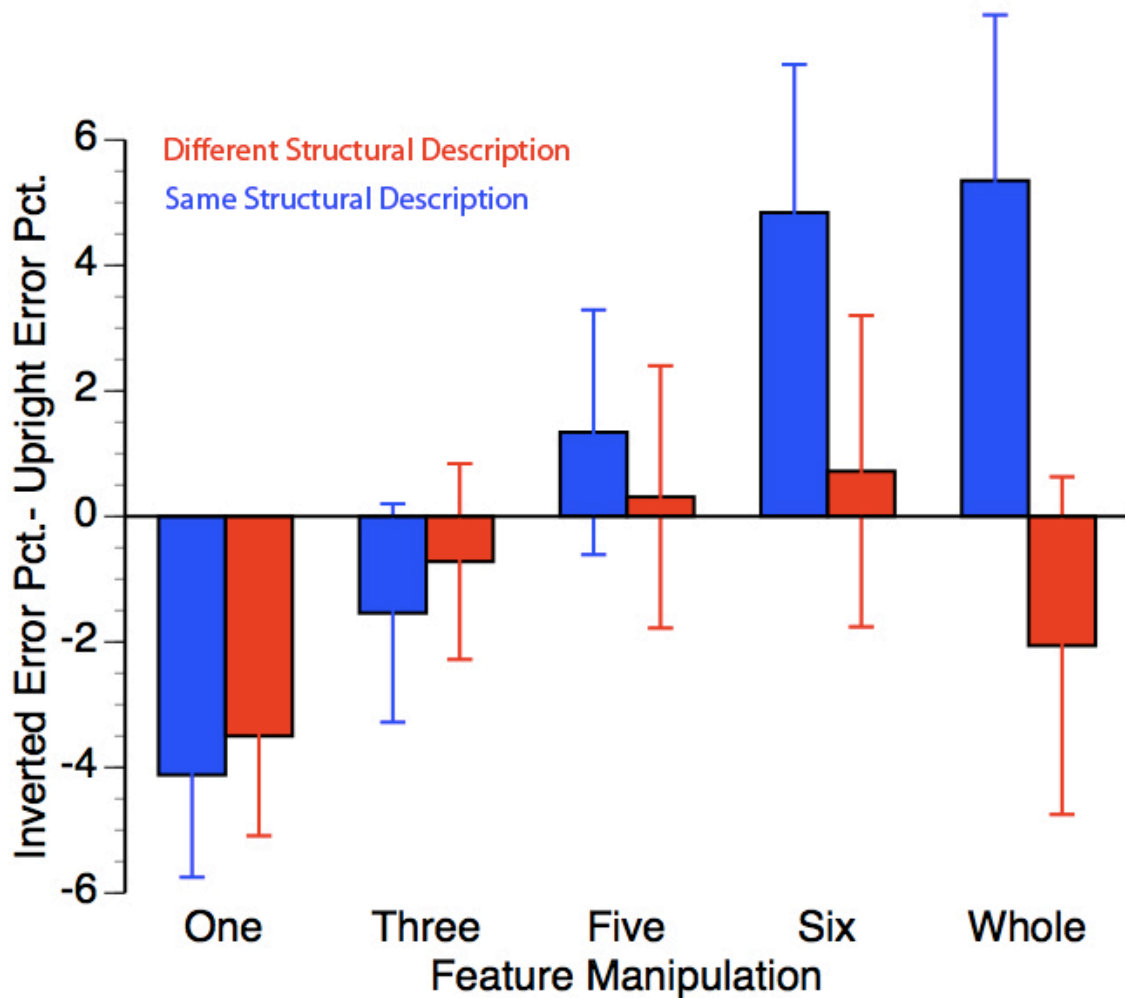 6
Different Structural Description
Same Structural Description
4
2
0
-2
-4
-6
Inverted Error Pct.- Upright Error Pct.
One Three Five Six Whole
Feature Manipulation